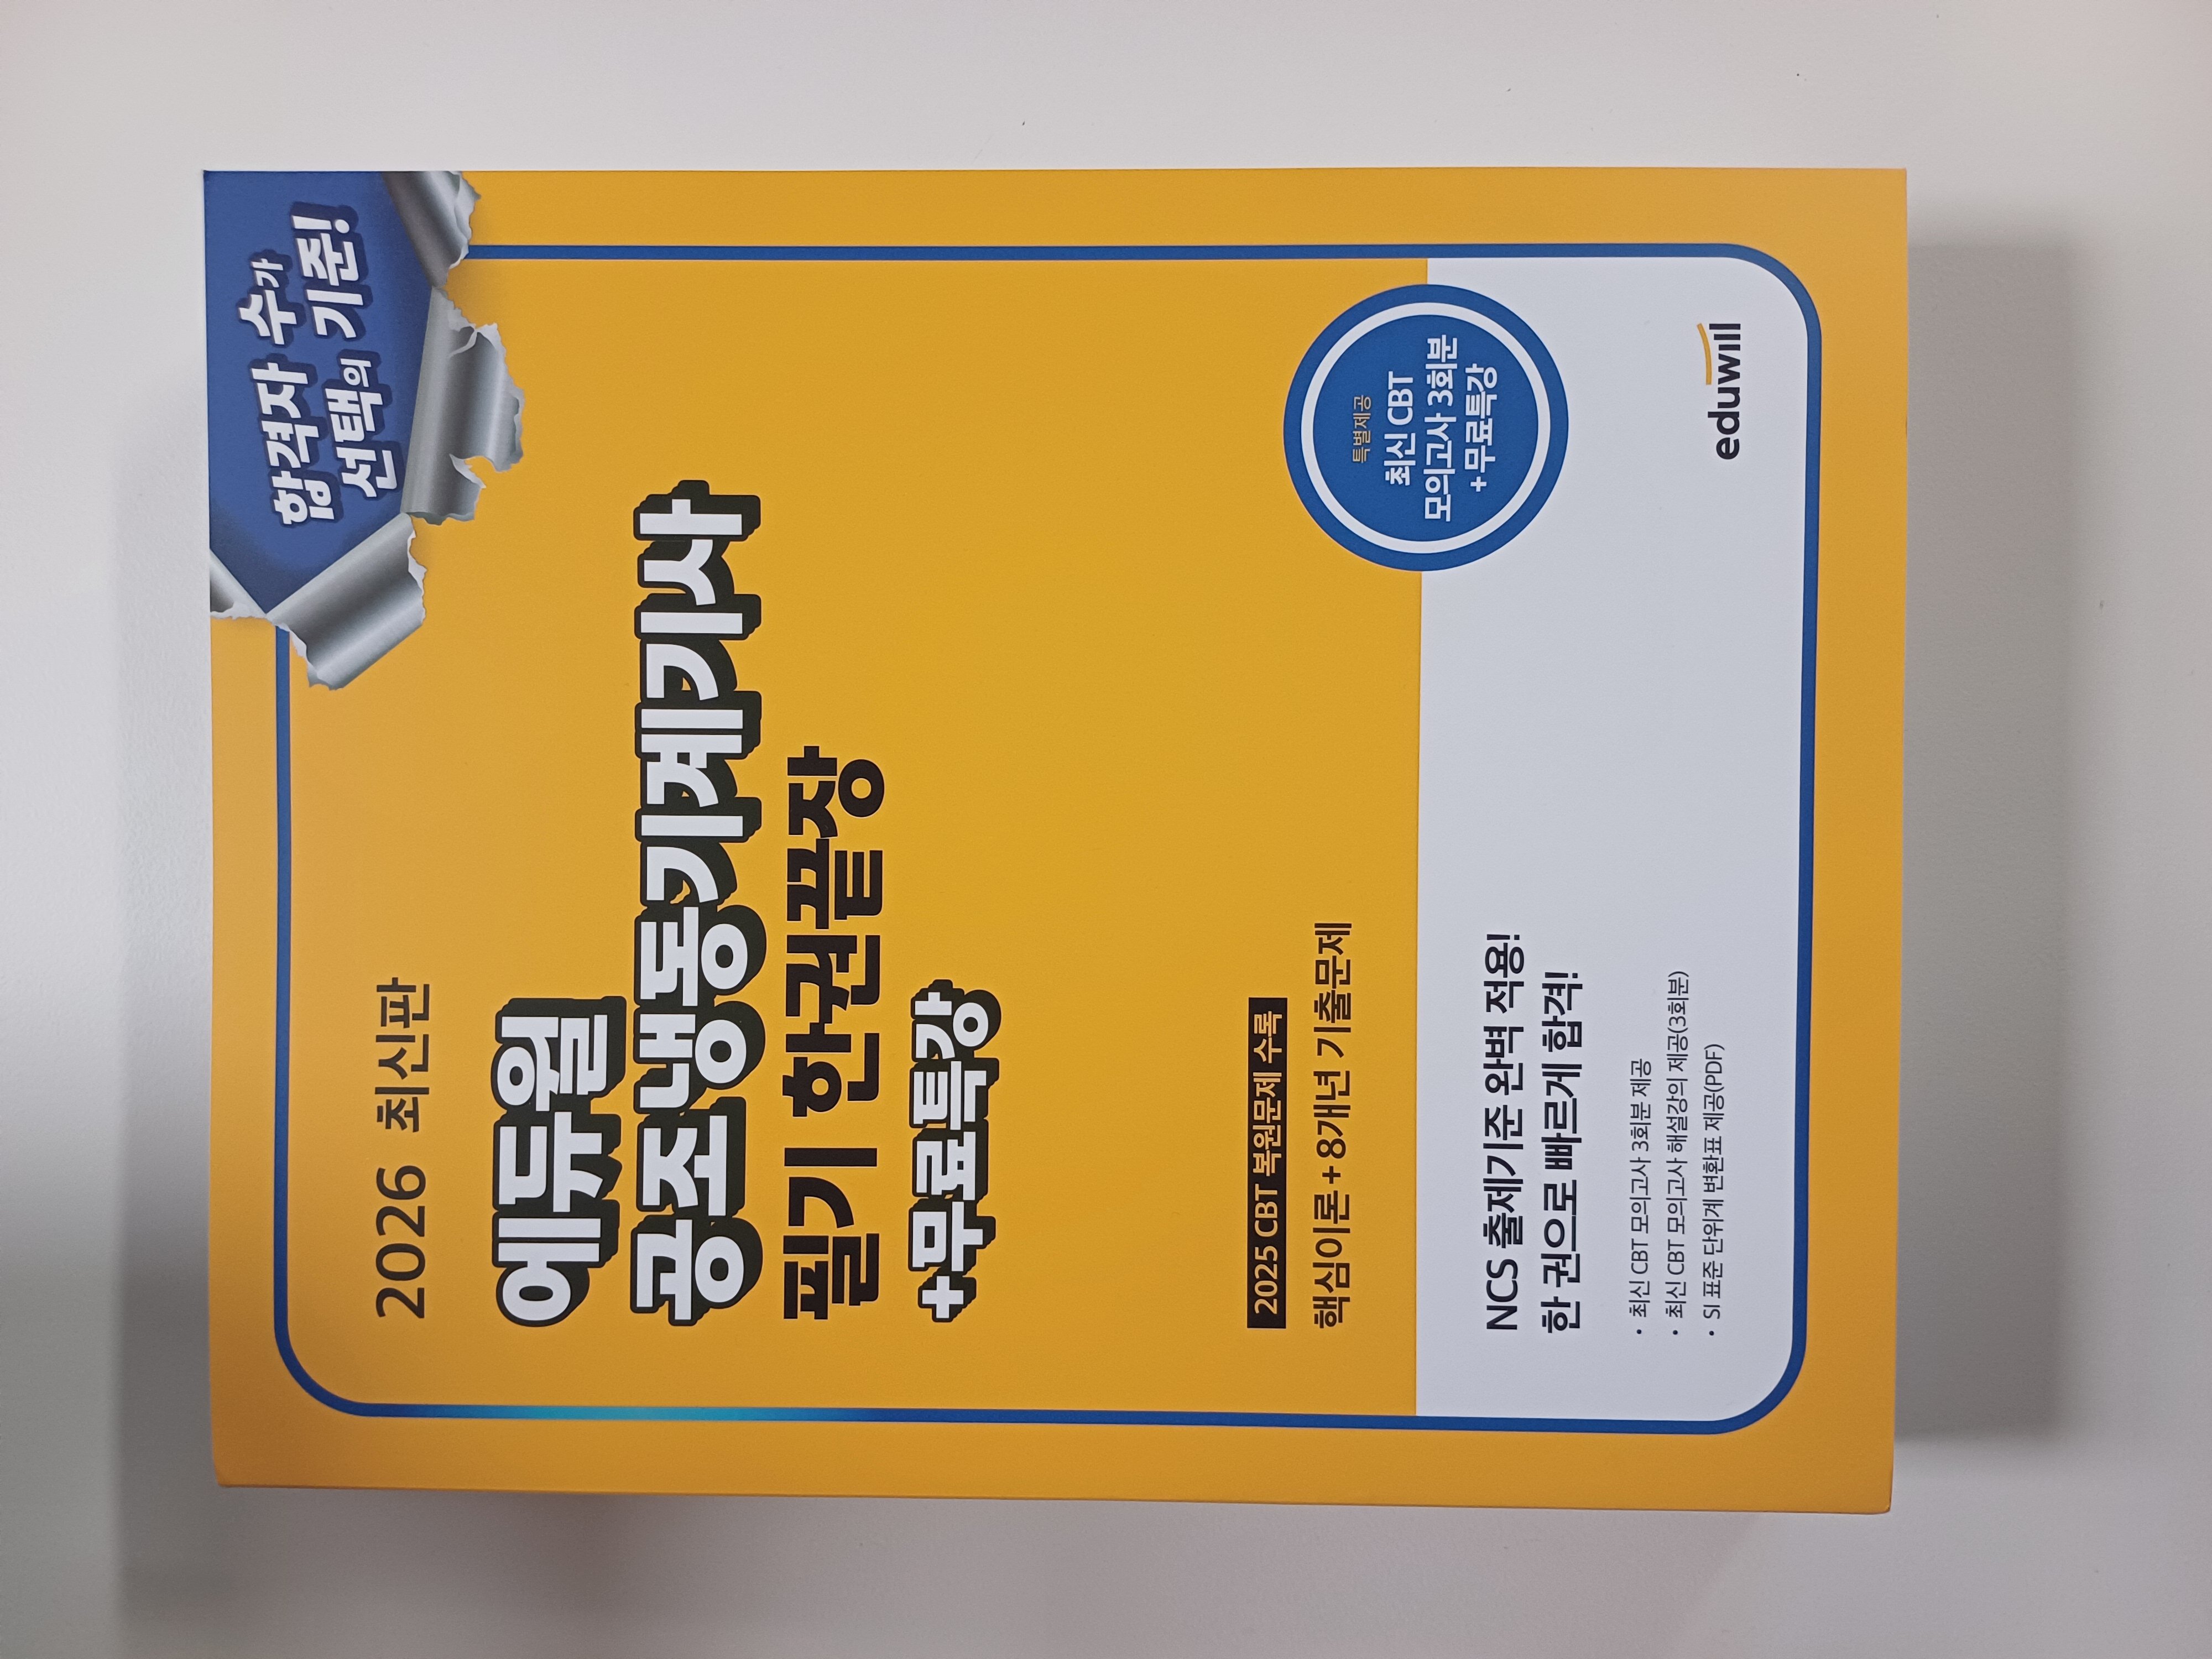 합격자 수가
선택의 기준!
2026 최신판
에듀윌
공조냉동기계기사
필기 한권끝장
+무료특강
2025 CBT 복원문제 수록
핵심이론+8개년 기출문제
특별제공
최신 CBT
모의고사 3회분
+무료특강
NCS 출제기준 완벽 적용!
한 권으로 빠르게 합격!
• 최신 CBT 모의고사 3회분 제공
• 최신 CBT 모의고사 해설강의 제공(3회분)
• SI 표준 단위계 변환표 제공(PDF)
eduwill